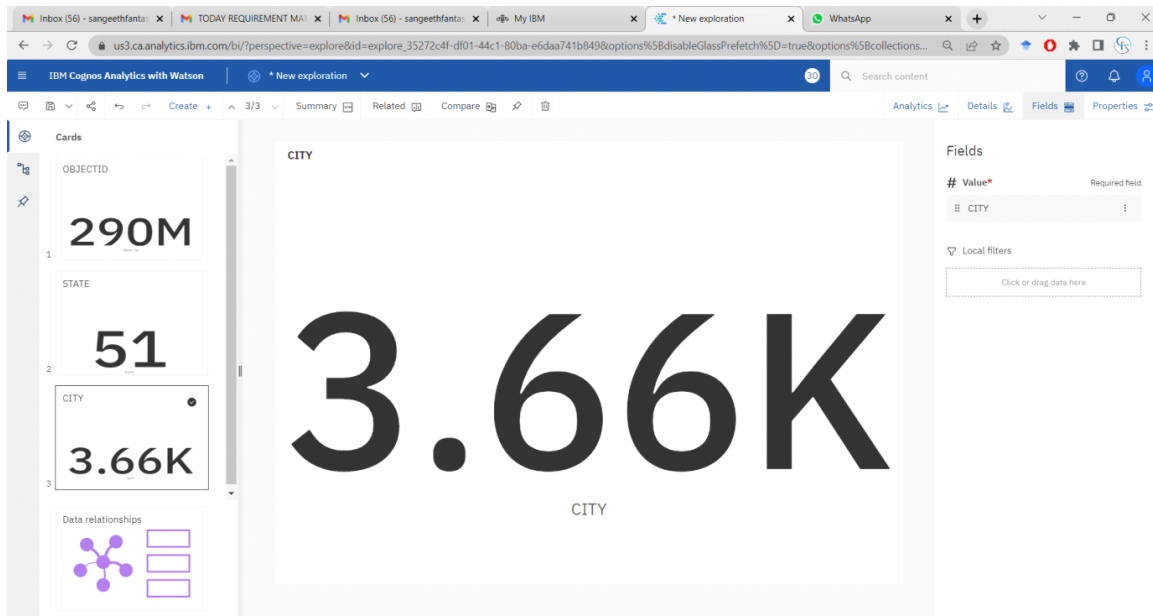 Inbox (56) - sangeethfantas
TODAY REQUIREMENT MA
Inbox (56) - sangeethfantas
My IBM
* New exploration
WhatsApp
us3.ca.analytics.ibm.com/bi/?perspective=explore&id=explore_35272c4f-df01-44c1-80ba-e6daa741b849&options%5BdisableGlassPrefetch%5D=true&options%5Bcollections...
IBM Cognos Analytics with Watson
* New exploration
30
Search content
Create +
3/3
Summary
Related
Compare
Analytics
Details
Fields
Properties
Cards
OBJECTID
290M
1
STATE
51
2
CITY
3.66K
3
Data relationships
CITY
3.66K
CITY
Fields
# Value*
Required field
CITY
Local filters
Click or drag data here